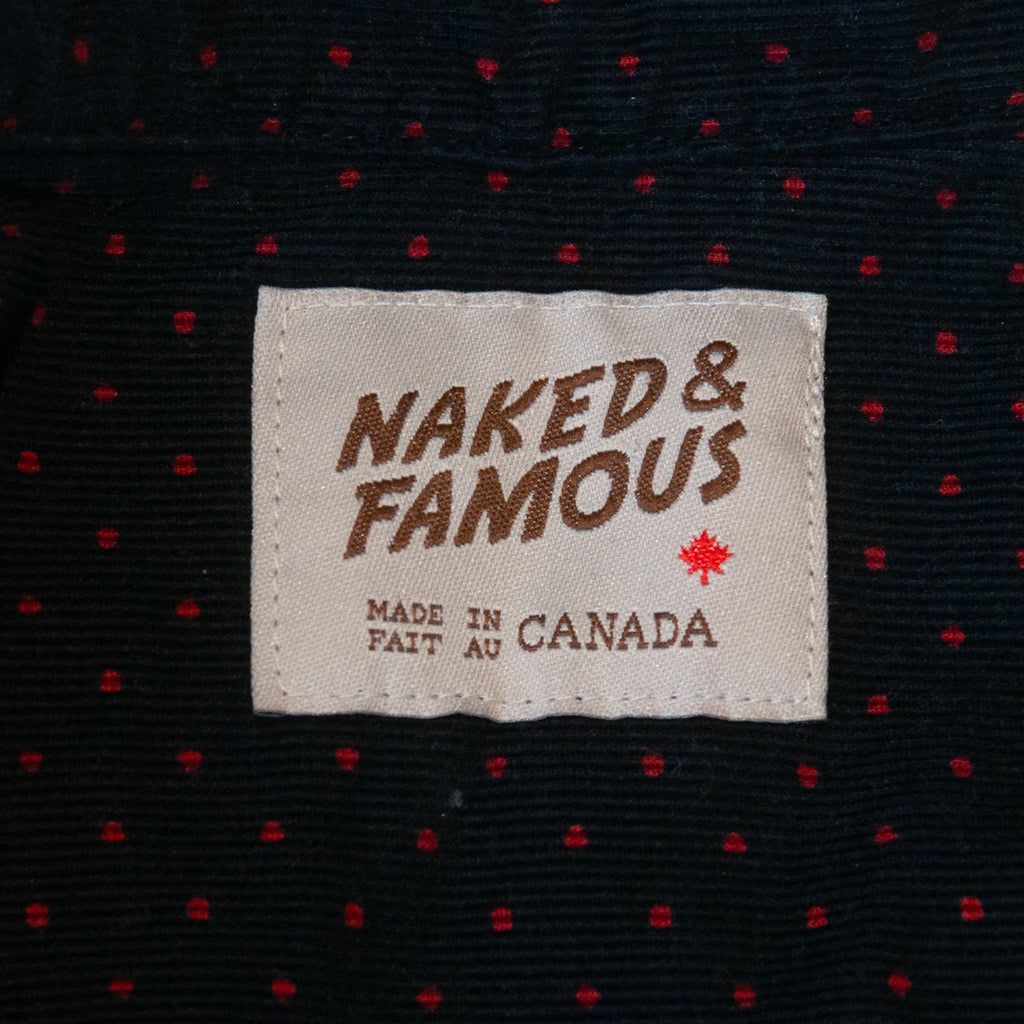 NAKED &
FAMOUS
MADE IN
FAIT AU
CANADA